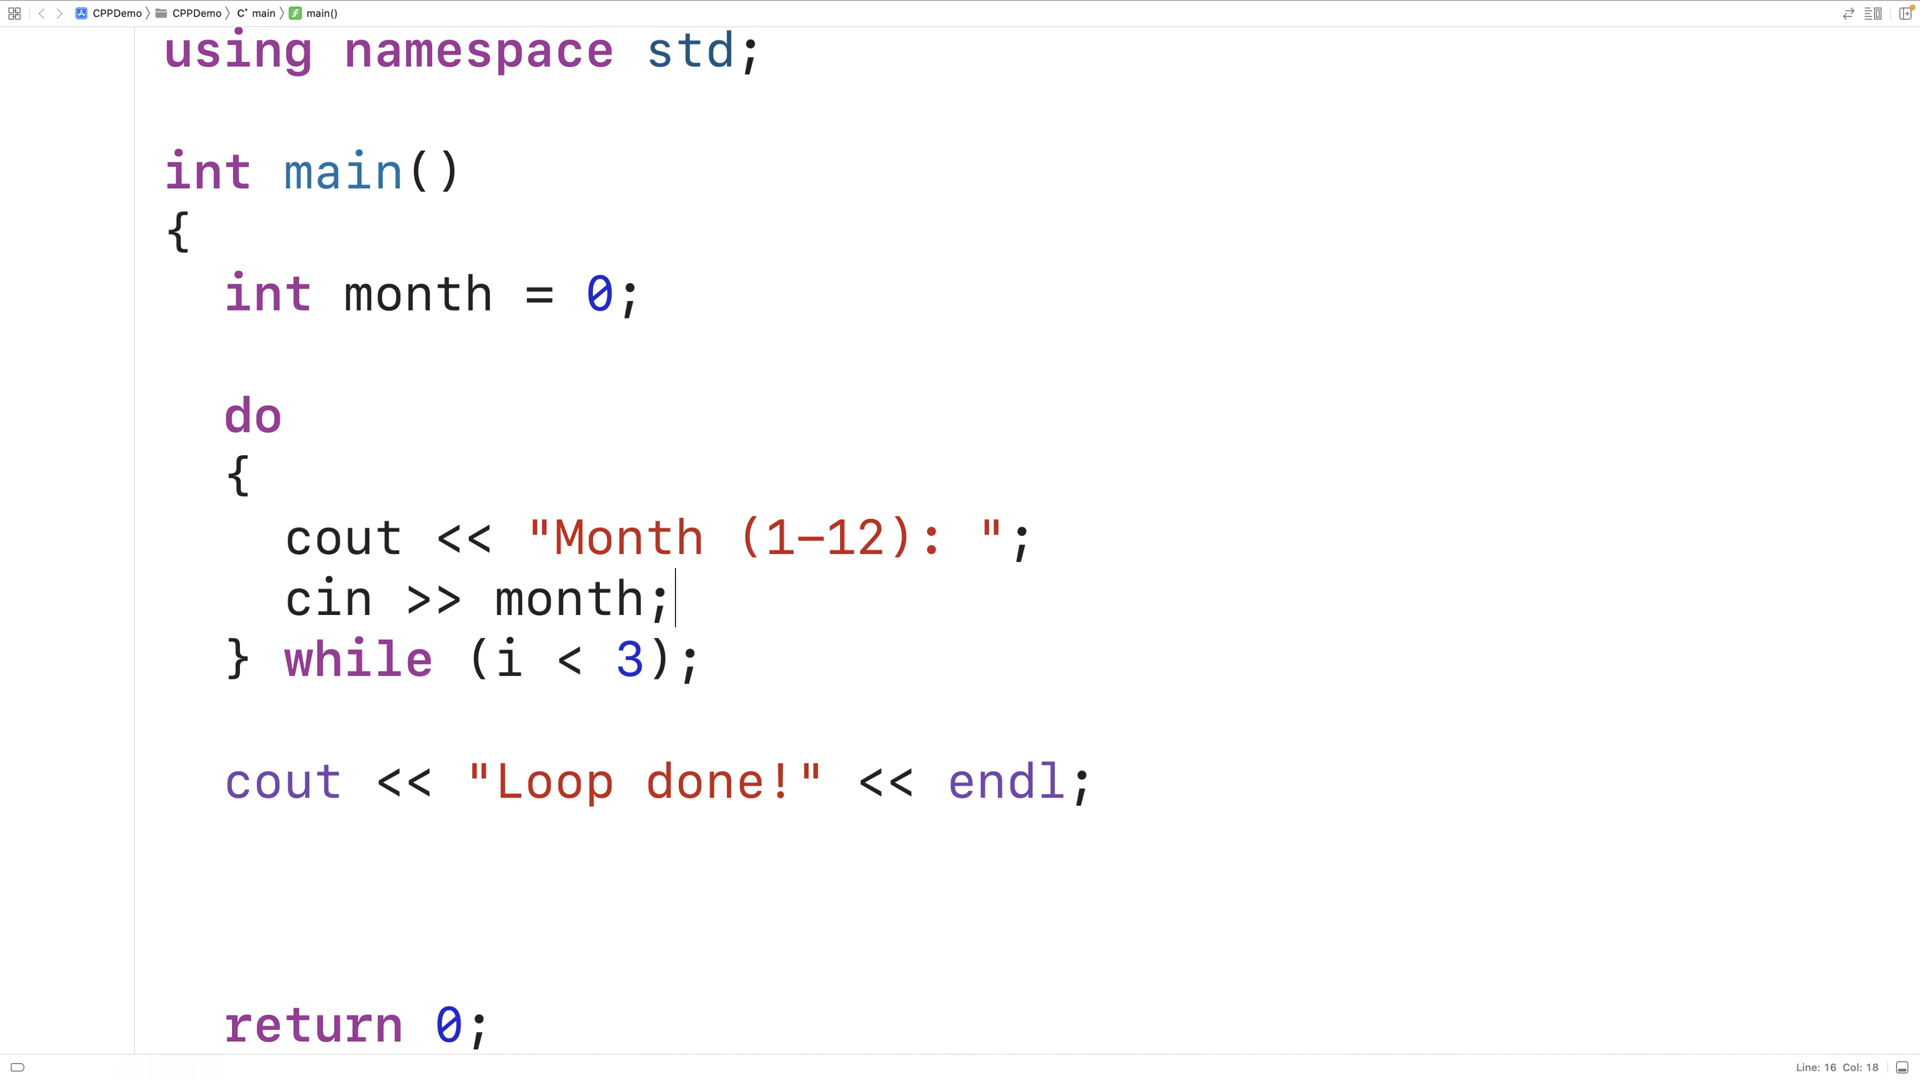 CPPDemo CPPDemo C+ main f main()
using namespace std;
int main()
{
int month = 0;
do
{
cout << "Month (1-12): ";
cin >> month;
} while (i < 3);
cout << "Loop done!" << endl;
return 0;
Line: 16 Col: 18